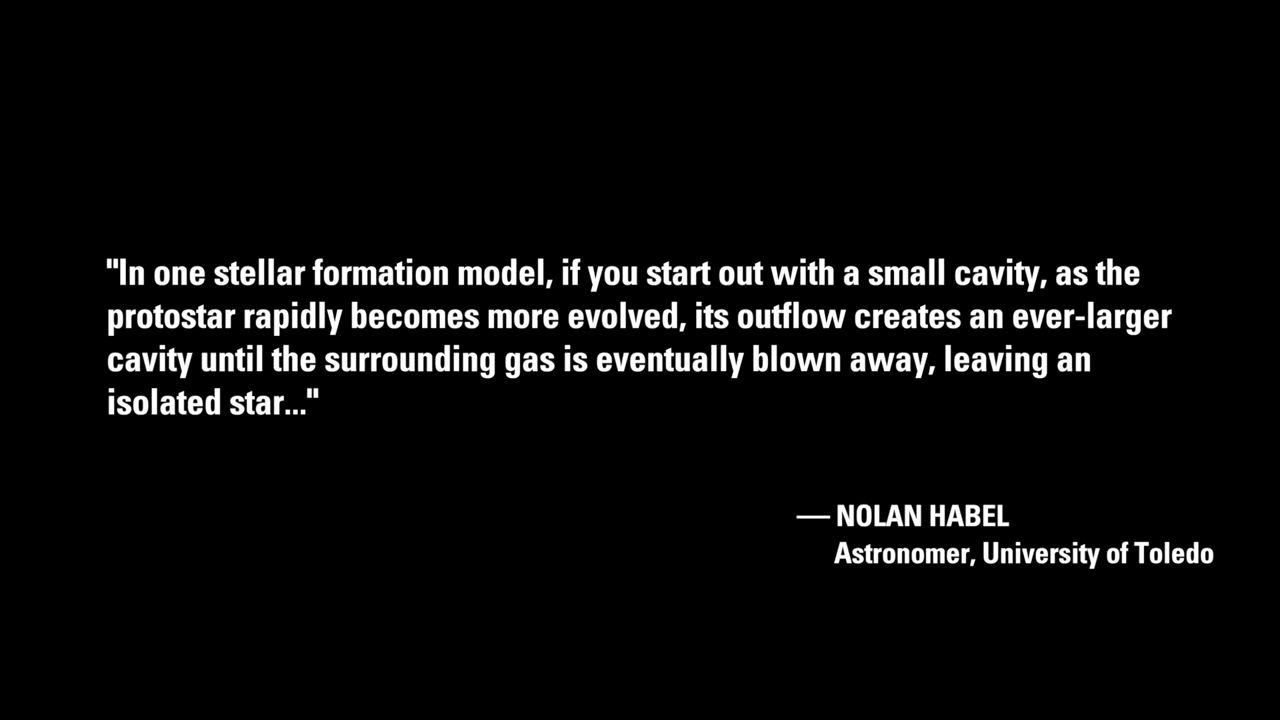 "In one stellar formation model, if you start out with a small cavity, as the
protostar rapidly becomes more evolved, its outflow creates an ever-larger
cavity until the surrounding gas is eventually blown away, leaving an
isolated star..."
— NOLAN HABEL
Astronomer, University of Toledo